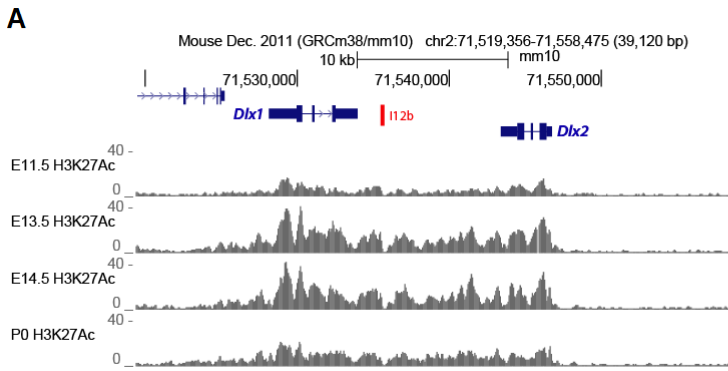 A
Mouse Dec. 2011 (GRCm38/mm10) chr2:71,519,356-71,558,475 (39,120 bp)
10 kb mm10
71,530,000 71,540,000 71,550,000
Dlx1 I12b
Dlx2
40
E11.5 H3K27Ac
0
40
E13.5 H3K27Ac
0
40
E14.5 H3K27Ac
0
40
P0 H3K27Ac
0